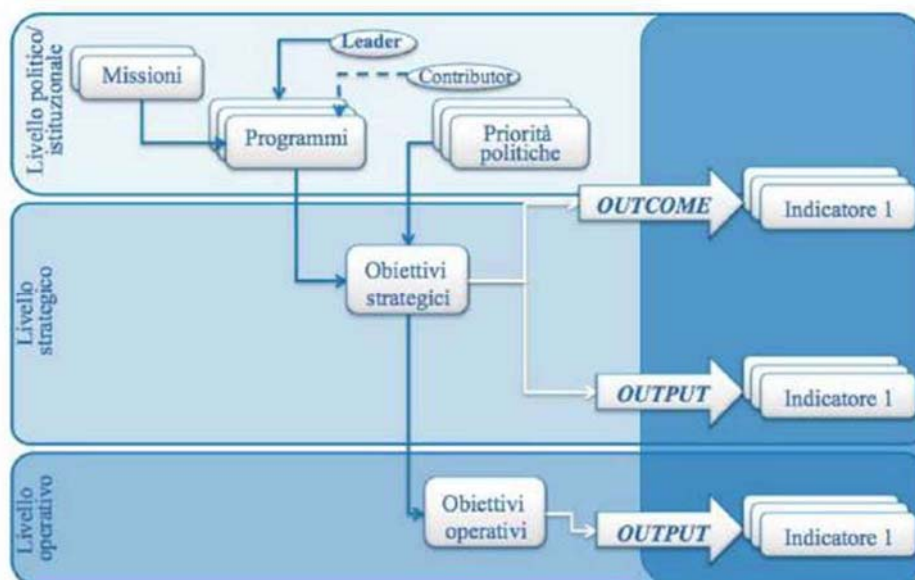 Livello politico/
istituzionale
Leader
Missioni
Contributor
Programmi
Priorità
politiche
OUTCOME
Indicatore 1
Livello
strategico
Obiettivi
strategici
OUTPUT
Indicatore 1
Livello
operativo
Obiettivi
operativi
OUTPUT
Indicatore 1